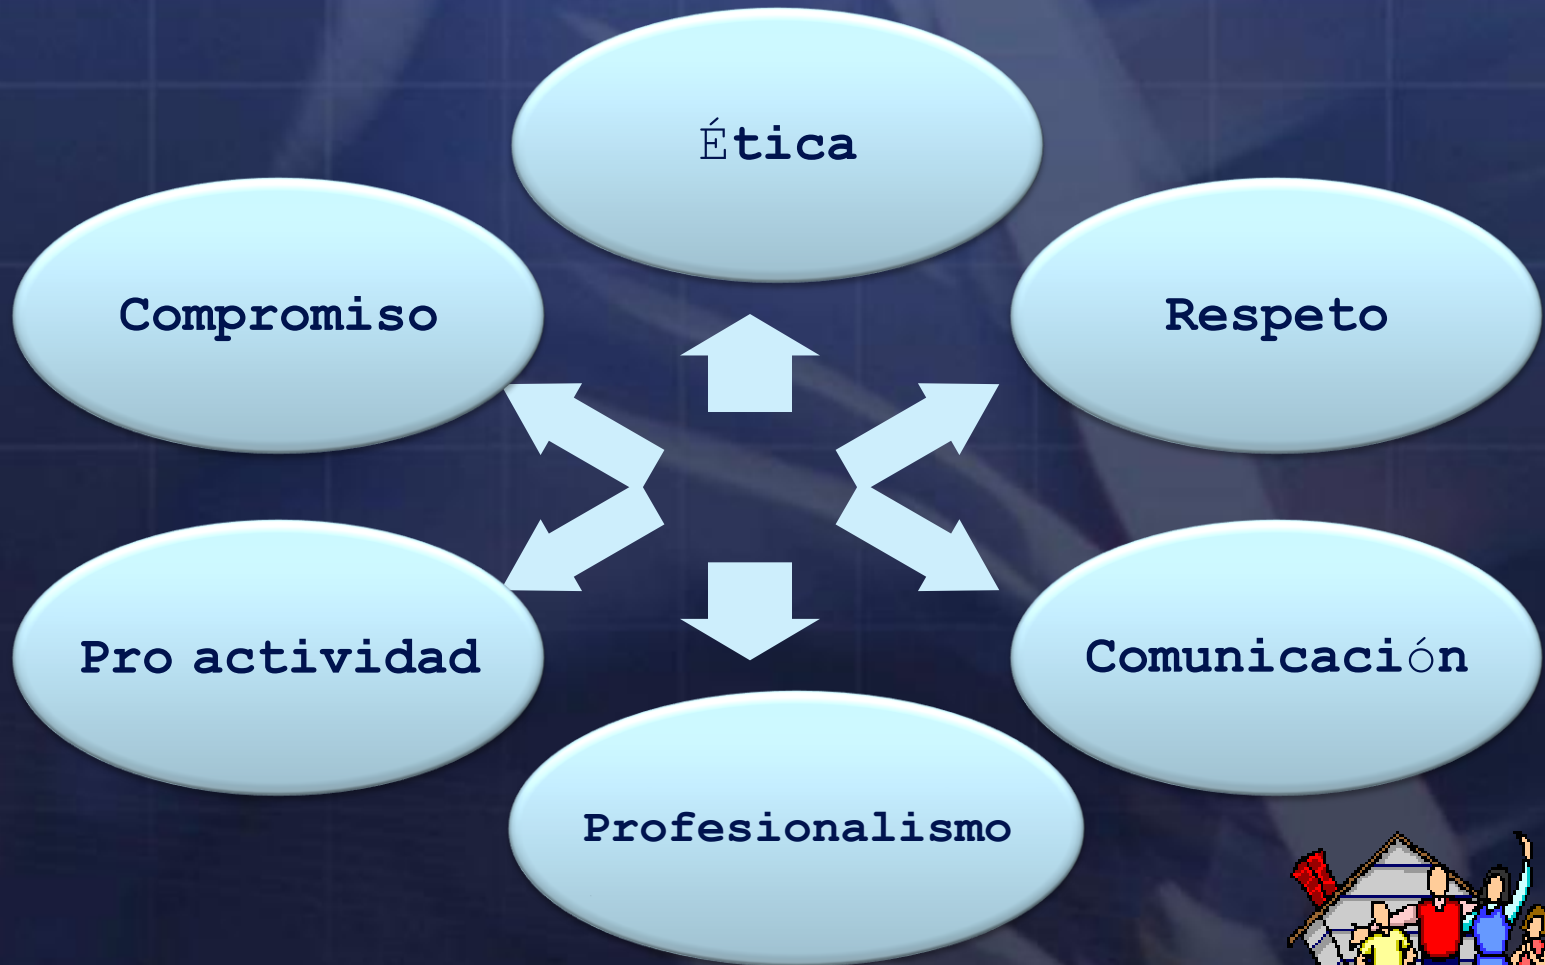 Ética
Compromiso
Respeto
Pro actividad
Comunicación
Profesionalismo